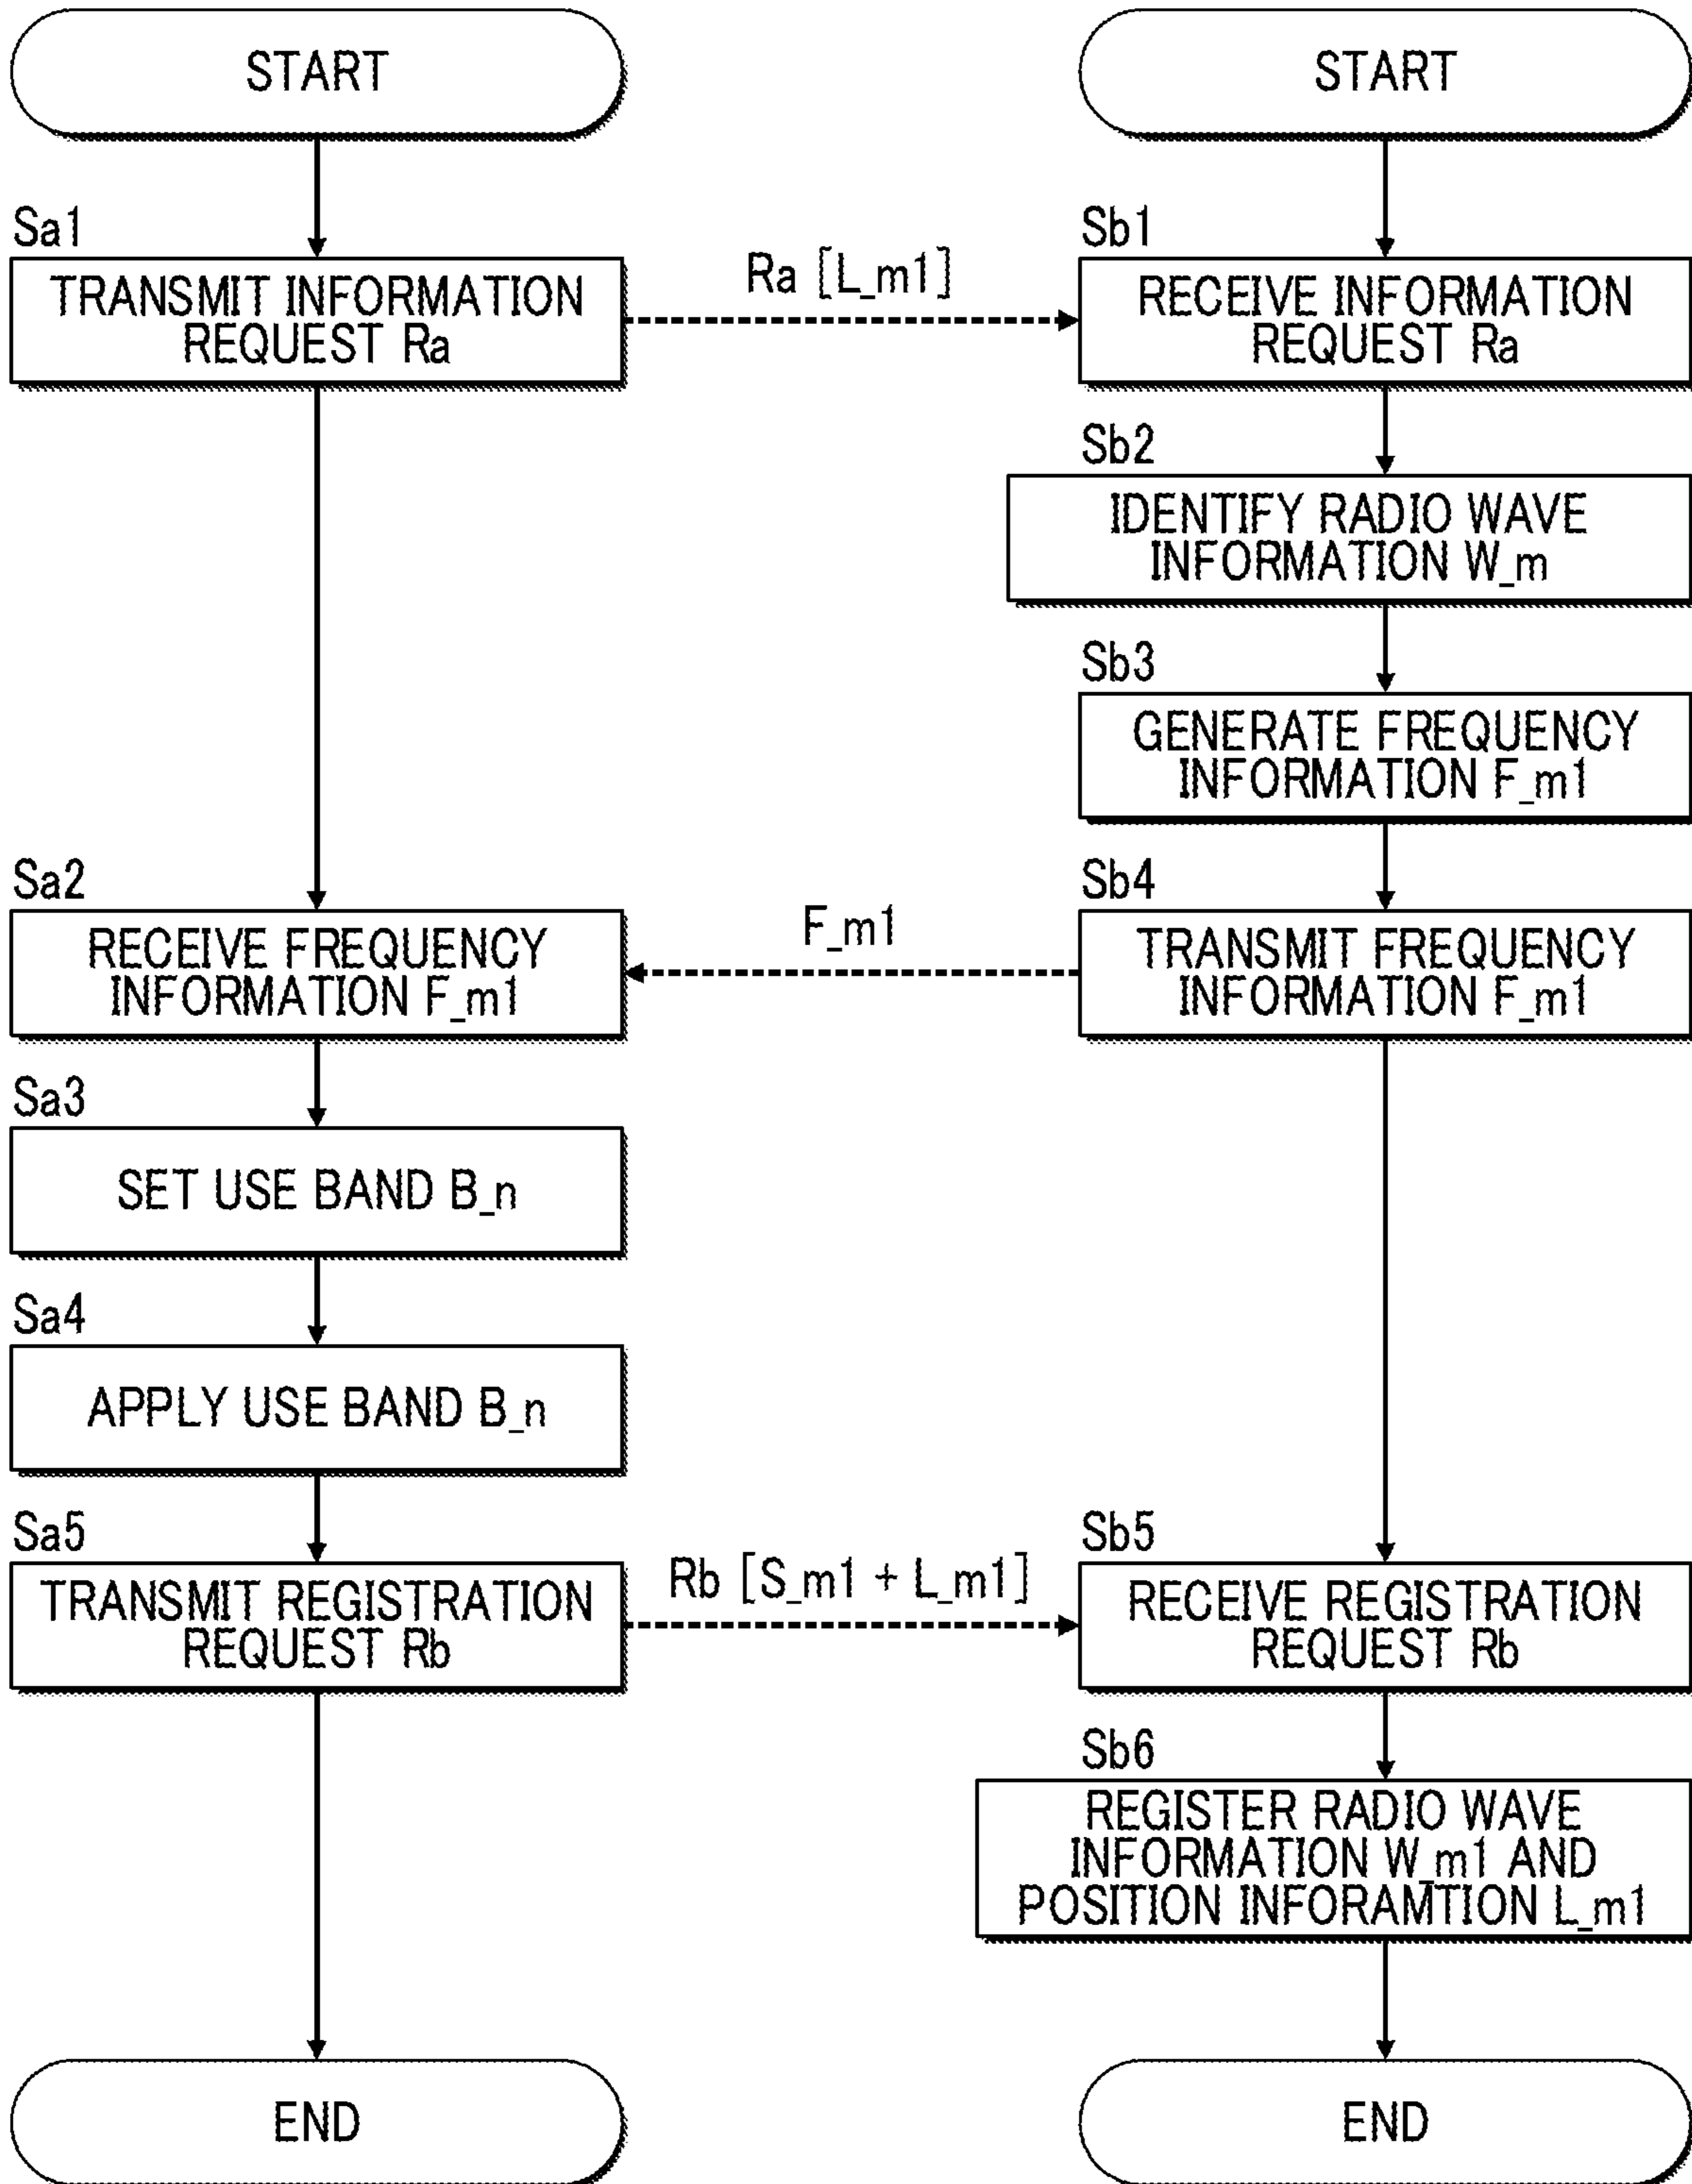 START
START
Sa1
TRANSMIT INFORMATION
REQUEST Ra
Ra [L_m1]
Sb1
RECEIVE INFORMATION
REQUEST Ra
Sb2
IDENTIFY RADIO WAVE
INFORMATION W_m
Sb3
GENERATE FREQUENCY
INFORMATION F_m1
Sa2
RECEIVE FREQUENCY
INFORMATION F_m1
F_m1
Sb4
TRANSMIT FREQUENCY
INFORMATION F_m1
Sa3
SET USE BAND B_n
Sa4
APPLY USE BAND B_n
Sa5
TRANSMIT REGISTRATION
REQUEST Rb
Rb [S_m1 + L_m1]
Sb5
RECEIVE REGISTRATION
REQUEST Rb
Sb6
REGISTER RADIO WAVE
INFORMATION W_m1 AND
POSITION INFORAMTION L_m1
END
END